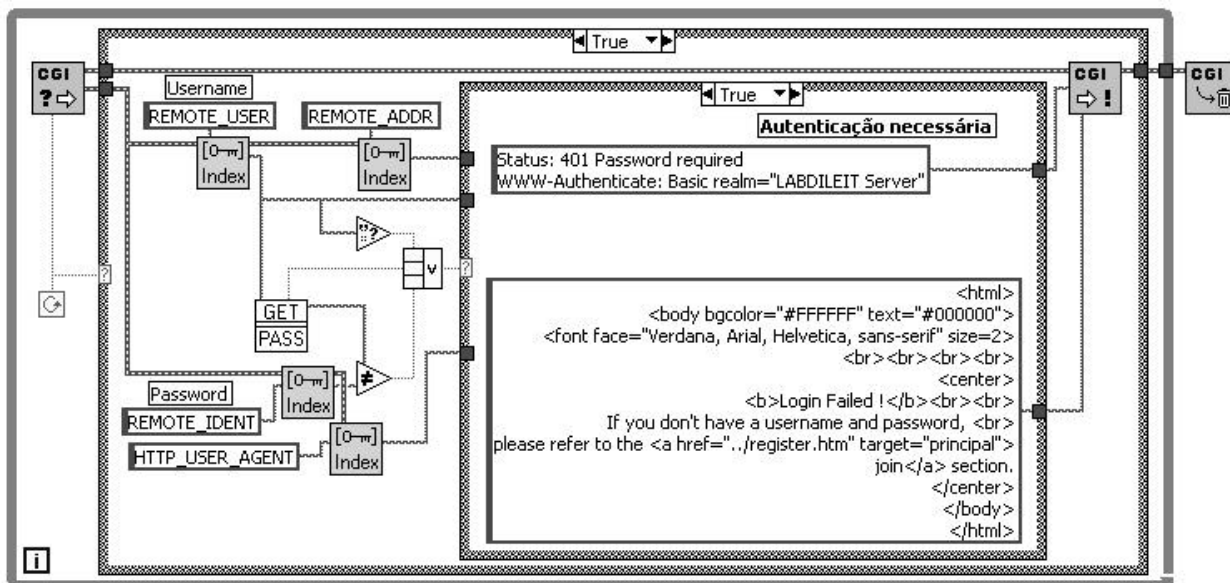 True
CGI
?
Username
REMOTE_USER
REMOTE_ADDR
Index
Index
True
Autenticação necessária
Status: 401 Password required
WWW-Authenticate: Basic realm="LABDILEIT Server"
CGI
!
CGI
?
v
?
?
GET
PASS
≠
Password
REMOTE_IDENT
Index
HTTP_USER_AGENT
Index
<html>
<body bgcolor="#FFFFFF" text="#000000">
<font face="Verdana, Arial, Helvetica, sans-serif" size=2>
<br><br><br><br>
<center>
<b>Login Failed !</b><br><br>
If you don't have a username and password, <br>
please refer to the <a href="../register.htm" target="principal">
join</a> section.
</center>
</body>
</html>
i